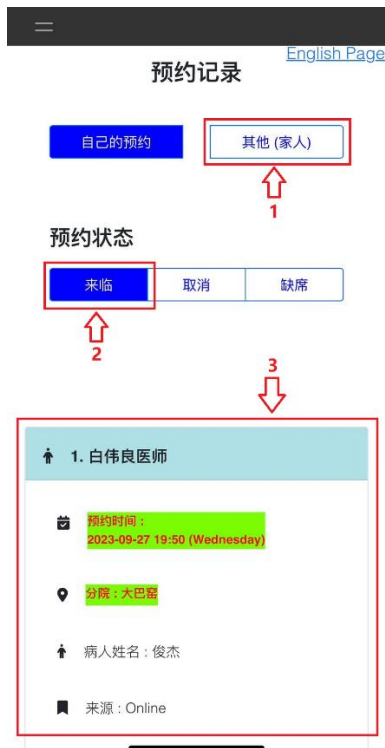 English Page
预约记录
自己的预约
其他 (家人)
1
预约状态
来临
取消
缺席
2
3
1. 白伟良医师
预约时间：
2023-09-27 19:50 (Wednesday)
分院：大巴窑
病人姓名：俊杰
来源：Online